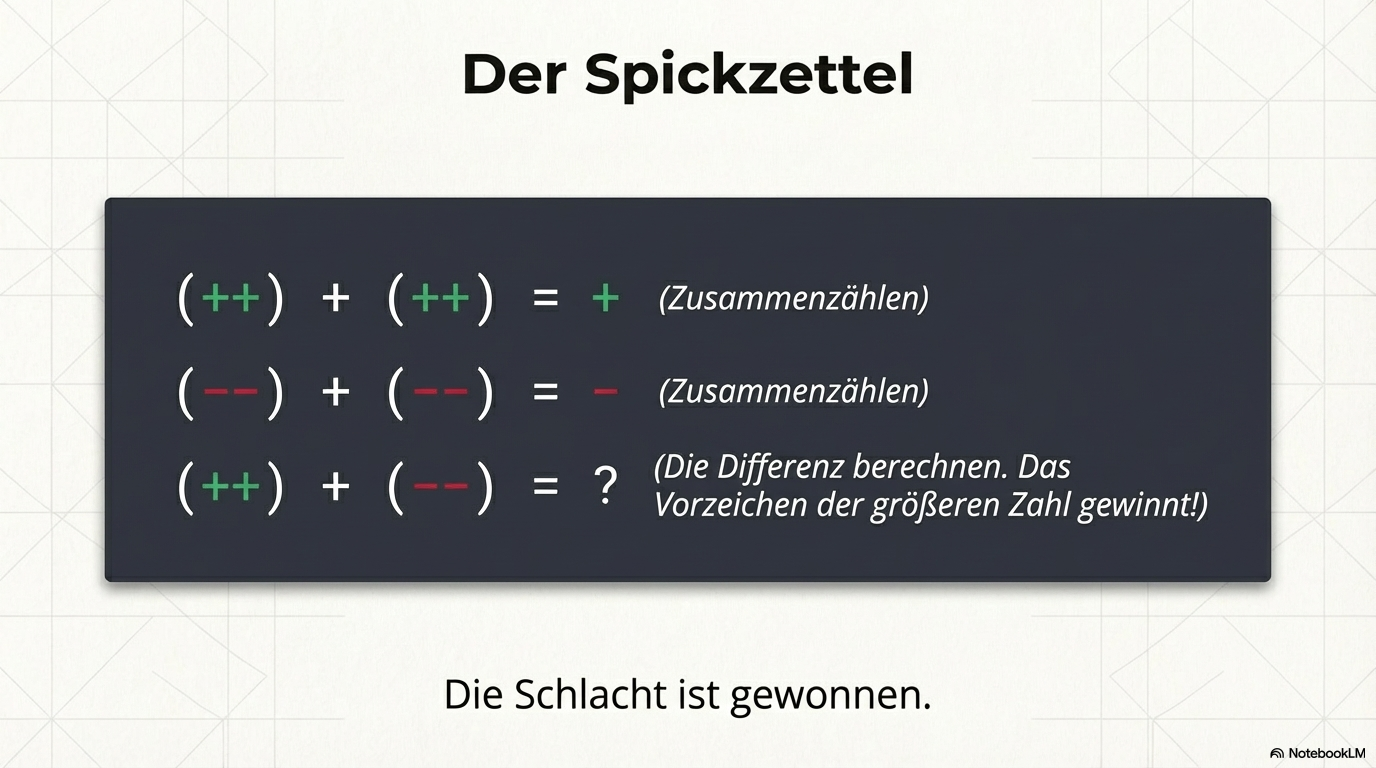 Der Spickzettel
(++) + (++) = + (Zusammenzählen)
(−−) + (−−) = − (Zusammenzählen)
(++) + (−−) = ? (Die Differenz berechnen. Das
Vorzeichen der größeren Zahl gewinnt!)
Die Schlacht ist gewonnen.
NotebookLM